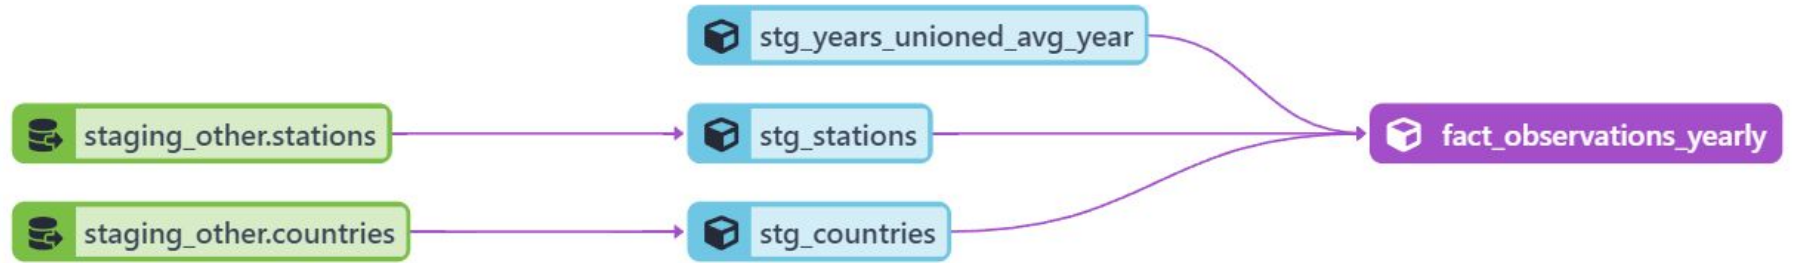 stg_years_unioned_avg_year
staging_other.stations
stg_stations
fact_observations_yearly
staging_other.countries
stg_countries